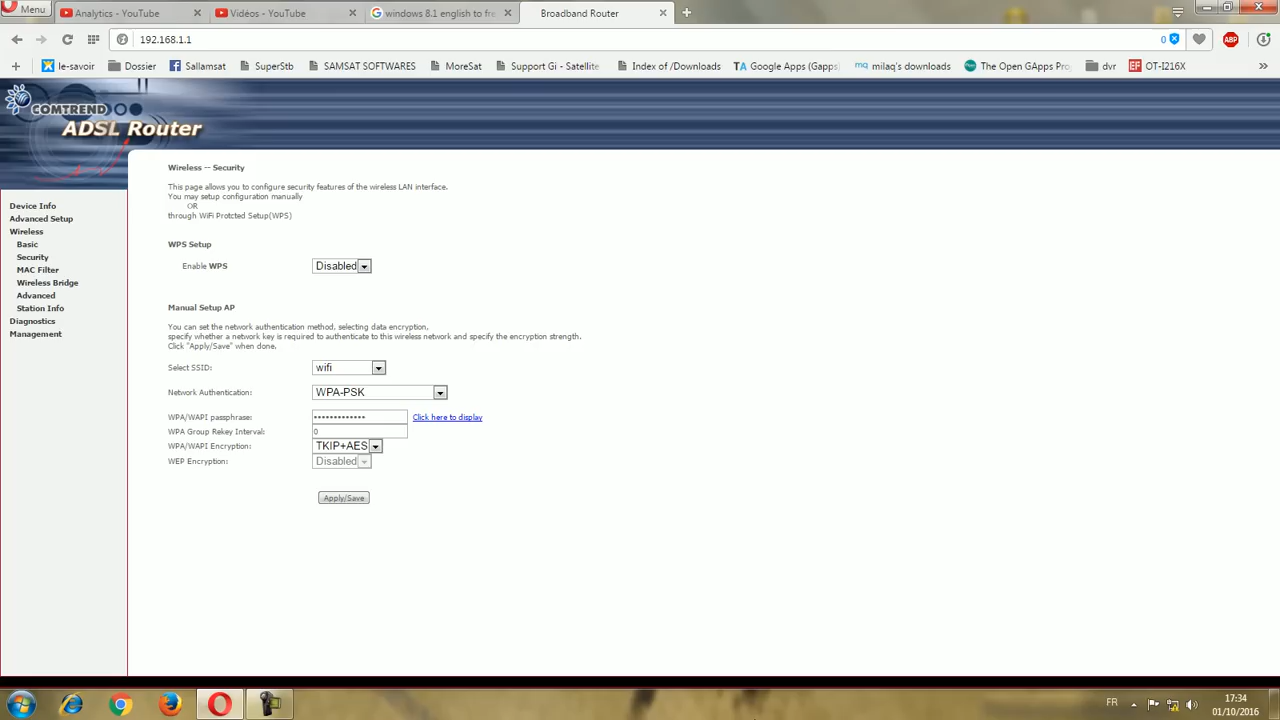 Menu
Analytics - YouTube
Vidéos - YouTube
windows 8.1 english to fre
Broadband Router
192.168.1.1
0
ABP
le-savoir
Dossier
Sallamsat
SuperStb
SAMSAT SOFTWARES
MoreSat
Support Gi - Satellite
Index of /Downloads
TA Google Apps (Gapps)
mq milaq's downloads
The Open GApps Proj
dvr
EF OT-I216X
COMTREND
ADSL Router
Device Info
Advanced Setup
Wireless
Basic
Security
MAC Filter
Wireless Bridge
Advanced
Station Info
Diagnostics
Management
Wireless -- Security
This page allows you to configure security features of the wireless LAN interface.
You may setup configuration manually
OR
through WiFi Protcted Setup(WPS)
WPS Setup
Enable WPS Disabled
Manual Setup AP
You can set the network authentication method, selecting data encryption,
specify whether a network key is required to authenticate to this wireless network and specify the encryption strength.
Click "Apply/Save" when done.
Select SSID: wifi
Network Authentication: WPA-PSK
WPA/WAPI passphrase: ••••••••••••• Click here to display
WPA Group Rekey Interval: 0
WPA/WAPI Encryption: TKIP+AES
WEP Encryption: Disabled
Apply/Save
FR
17:34
01/10/2016